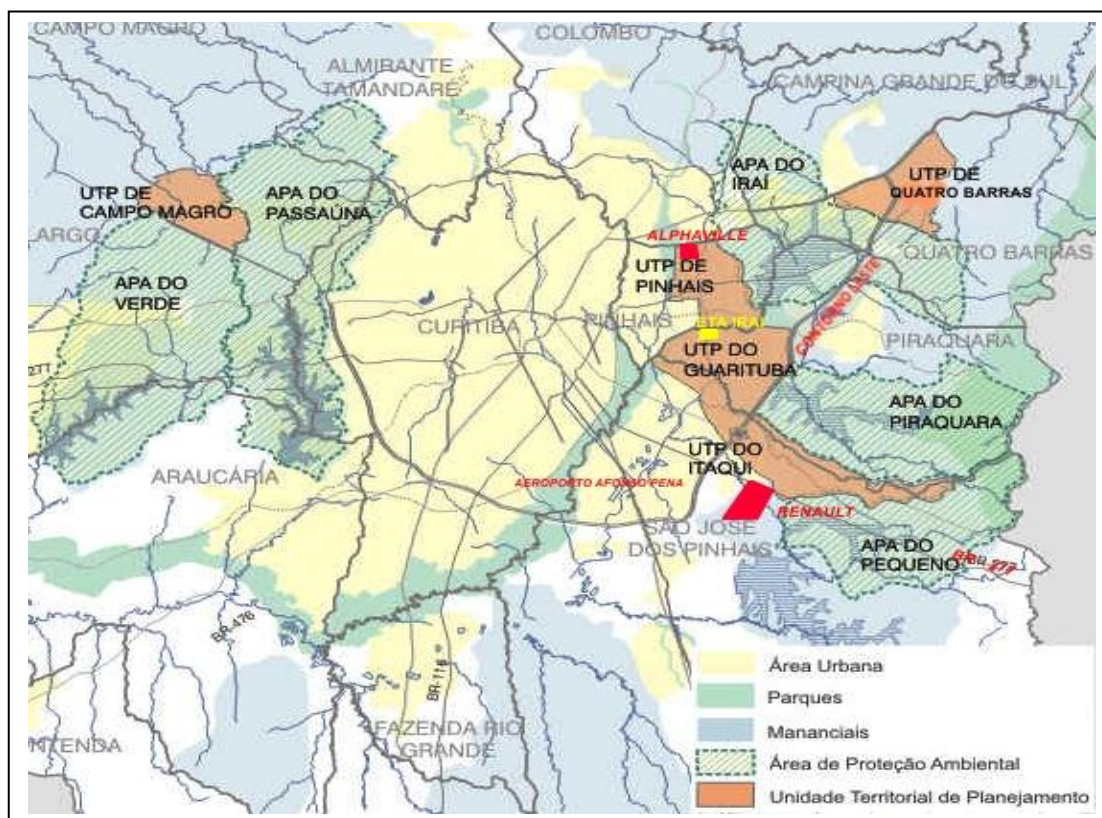 CAMPO MAGRO
COLOMBO
ALMIRANTE
TAMANDARÉ
CAMPINA GRANDE DO SUL
UTP DE
CAMPO MAGRO
APA DO
PASSAÚNA
APA DO
IRAÍ
UTP DE
QUATRO BARRAS
LARGO
ALPHAVILLE
QUATRO BARRAS
UTP DE
PINHAIS
APA DO
VERDE
CURITIBA
PINHAIS
ETA IRAÍ
CONTORNO LESTE
PIRAQUARA
UTP DO
GUARITUBA
277
APA DO
PIRAQUARA
UTP DO
ITAQUI
ARAUCÁRIA
AEROPORTO AFONSO PENA
RENAULT
SÃO JOSÉ
DOS PINHAIS
APA DO
PEQUENO
BR-277
BR-476
BR-116
FAZENDA RIO
GRANDE
NTENDA
Área Urbana
Parques
Mananciais
Área de Proteção Ambiental
Unidade Territorial de Planejamento